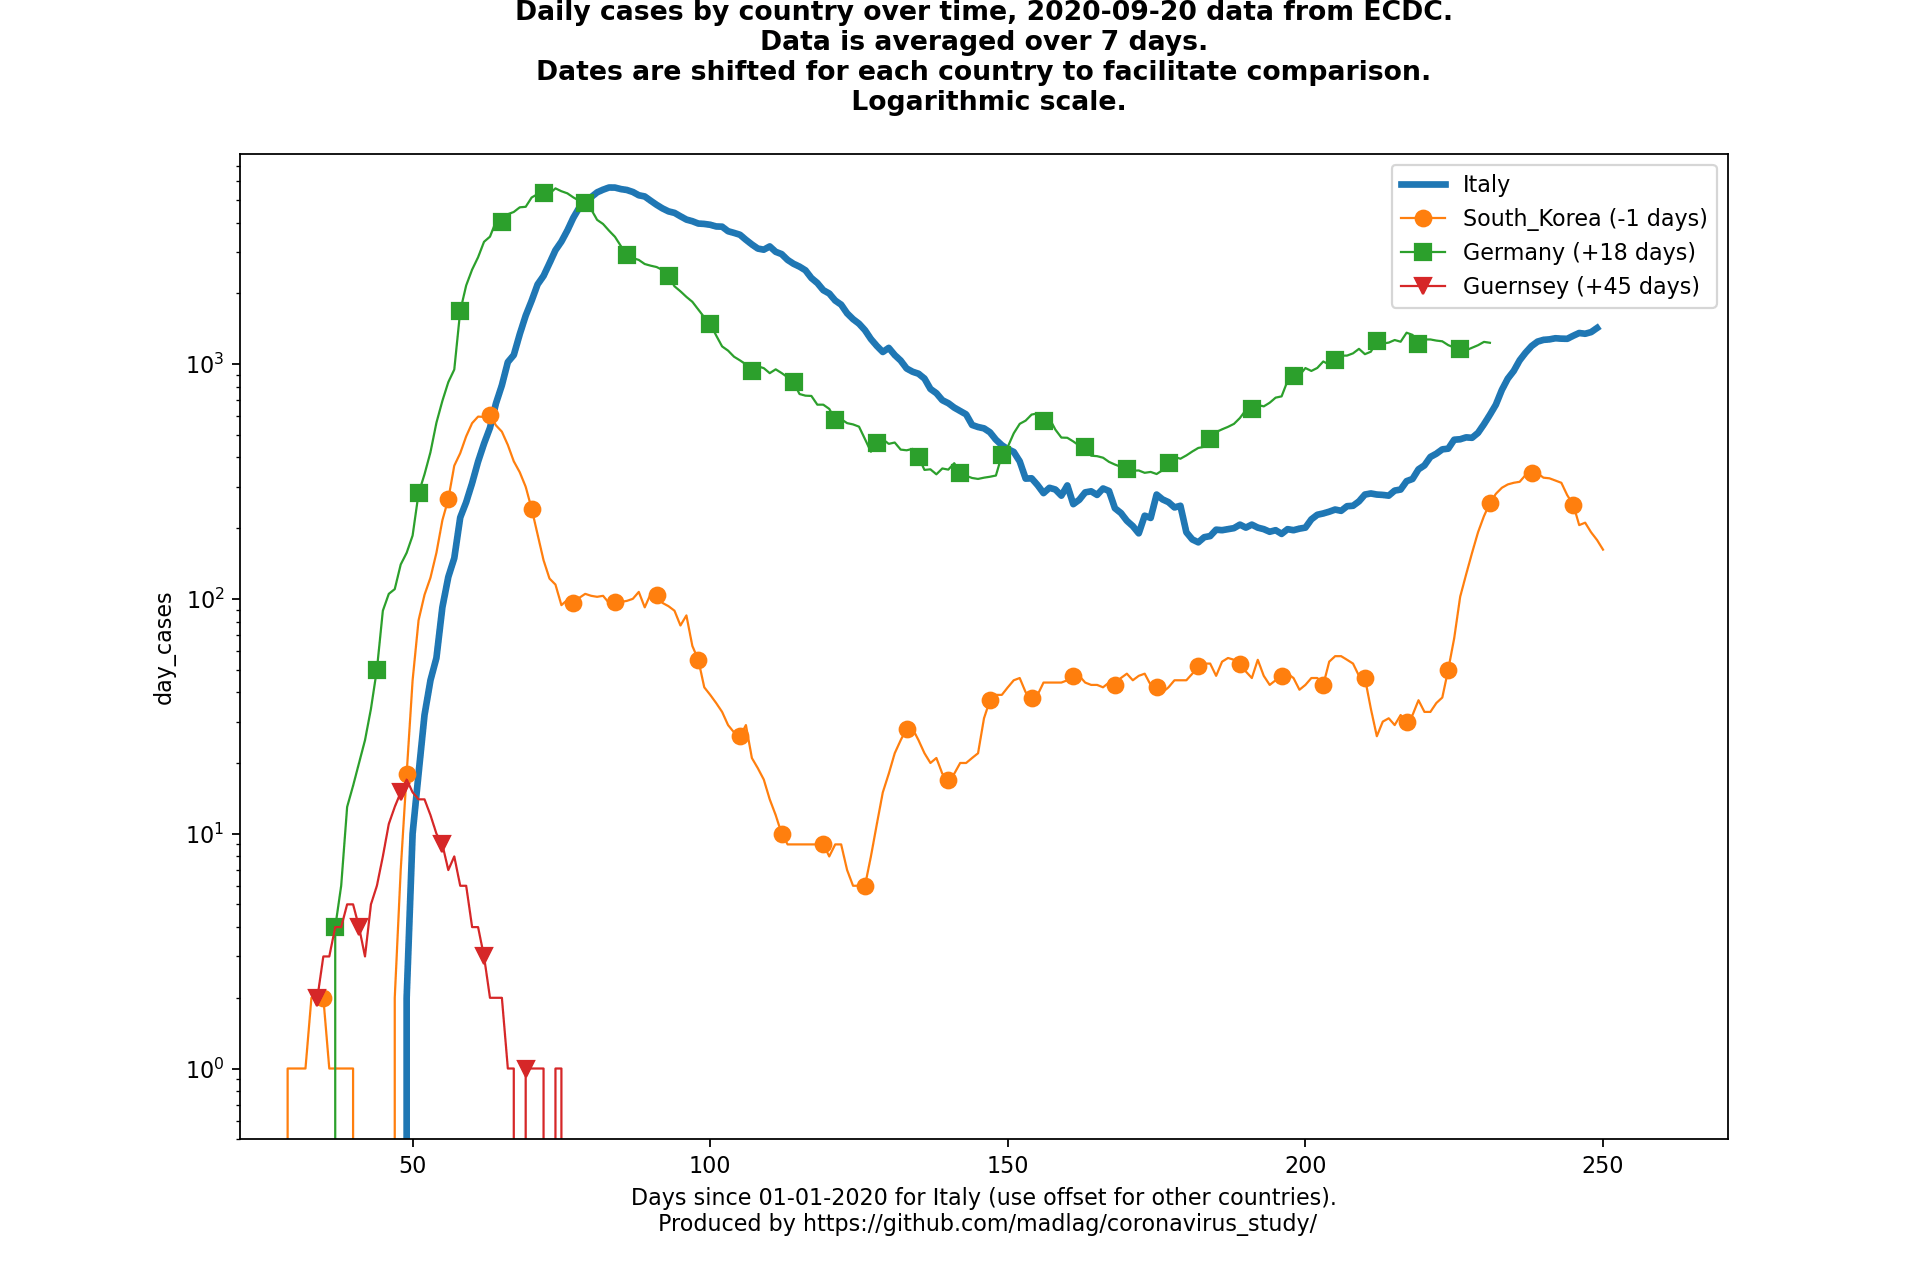 Daily cases by country over time, 2020-09-20 data from ECDC.
Data is averaged over 7 days.
Dates are shifted for each country to facilitate comparison.
Logarithmic scale.
Italy
South_Korea (-1 days)
Germany (+18 days)
Guernsey (+45 days)
day_cases
10³
10²
10¹
10⁰
50 100 150 200 250
Days since 01-01-2020 for Italy (use offset for other countries).
Produced by https://github.com/madlag/coronavirus_study/